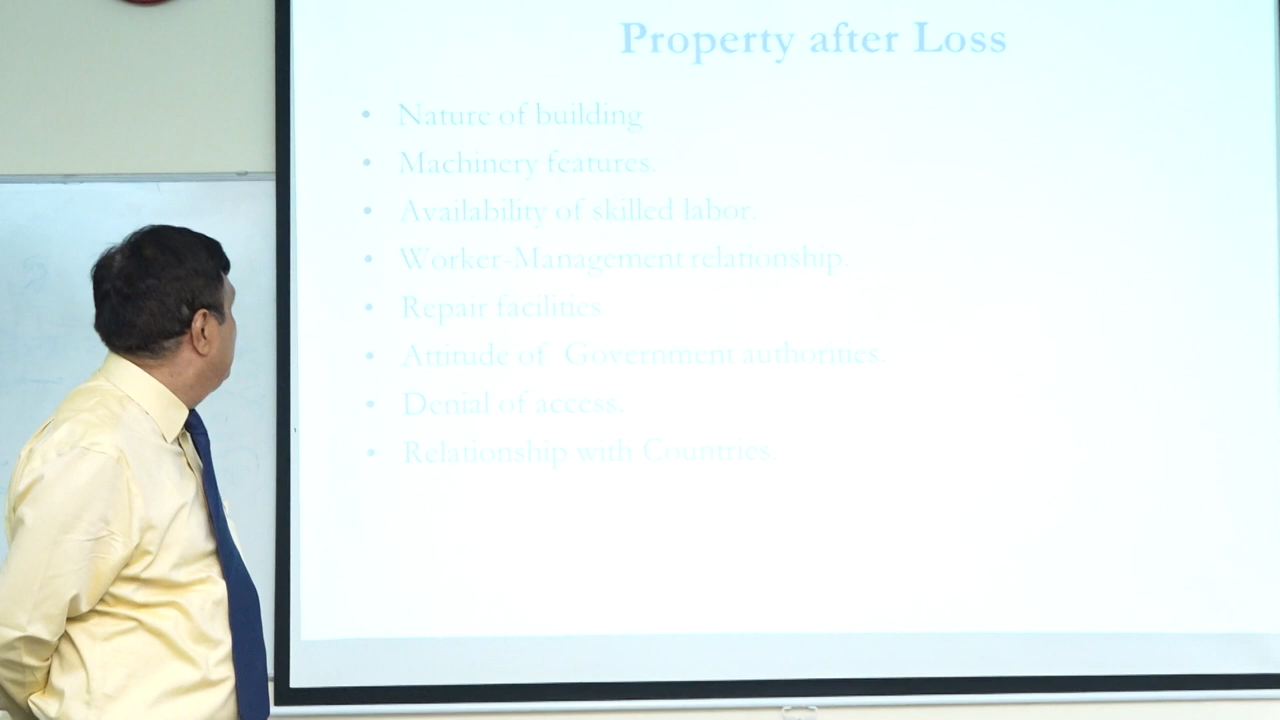 Property after Loss
• Nature of building
• Machinery features.
• Availability of skilled labor.
• Worker-Management relationship.
• Repair facilities
• Attitude of  Government authorities.
• Denial of access.
• Relationship with Countries.